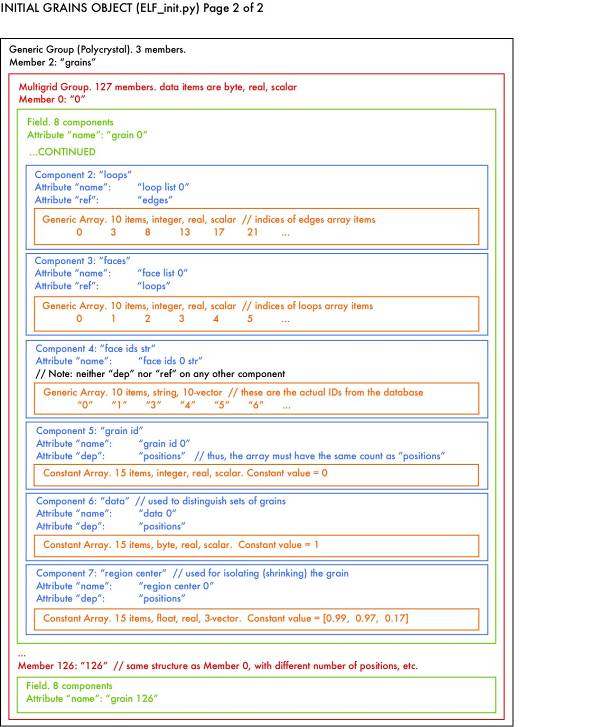 INITIAL GRAINS OBJECT (ELF_init.py) Page 2 of 2
Generic Group (Polycrystal). 3 members.
Member 2: "grains"
Multigrid Group. 127 members. data items are byte, real, scalar
Member 0: "0"
Field. 8 components
Attribute "name": "grain 0"
...CONTINUED
Component 2: "loops"
Attribute "name": "loop list 0"
Attribute "ref": "edges"
Generic Array. 10 items, integer, real, scalar // indices of edges array items
0 3 8 13 17 21 ...
Component 3: "faces"
Attribute "name": "face list 0"
Attribute "ref": "loops"
Generic Array. 10 items, integer, real, scalar // indices of loops array items
0 1 2 3 4 5 ...
Component 4: "face ids str"
Attribute "name": "face ids 0 str"
// Note: neither "dep" nor "ref" on any other component
Generic Array. 10 items, string, 10-vector // these are the actual IDs from the database
"0" "1" "3" "4" "5" "6" ...
Component 5: "grain id"
Attribute "name": "grain id 0"
Attribute "dep": "positions" // thus, the array must have the same count as "positions"
Constant Array. 15 items, integer, real, scalar. Constant value = 0
Component 6: "data" // used to distinguish sets of grains
Attribute "name": "data 0"
Attribute "dep": "positions"
Constant Array. 15 items, byte, real, scalar. Constant value = 1
Component 7: "region center" // used for isolating (shrinking) the grain
Attribute "name": "region center 0"
Attribute "dep": "positions"
Constant Array. 15 items, float, real, 3-vector. Constant value = [0.99, 0.97, 0.17]
...
Member 126: "126" // same structure as Member 0, with different number of positions, etc.
Field. 8 components
Attribute "name": "grain 126"